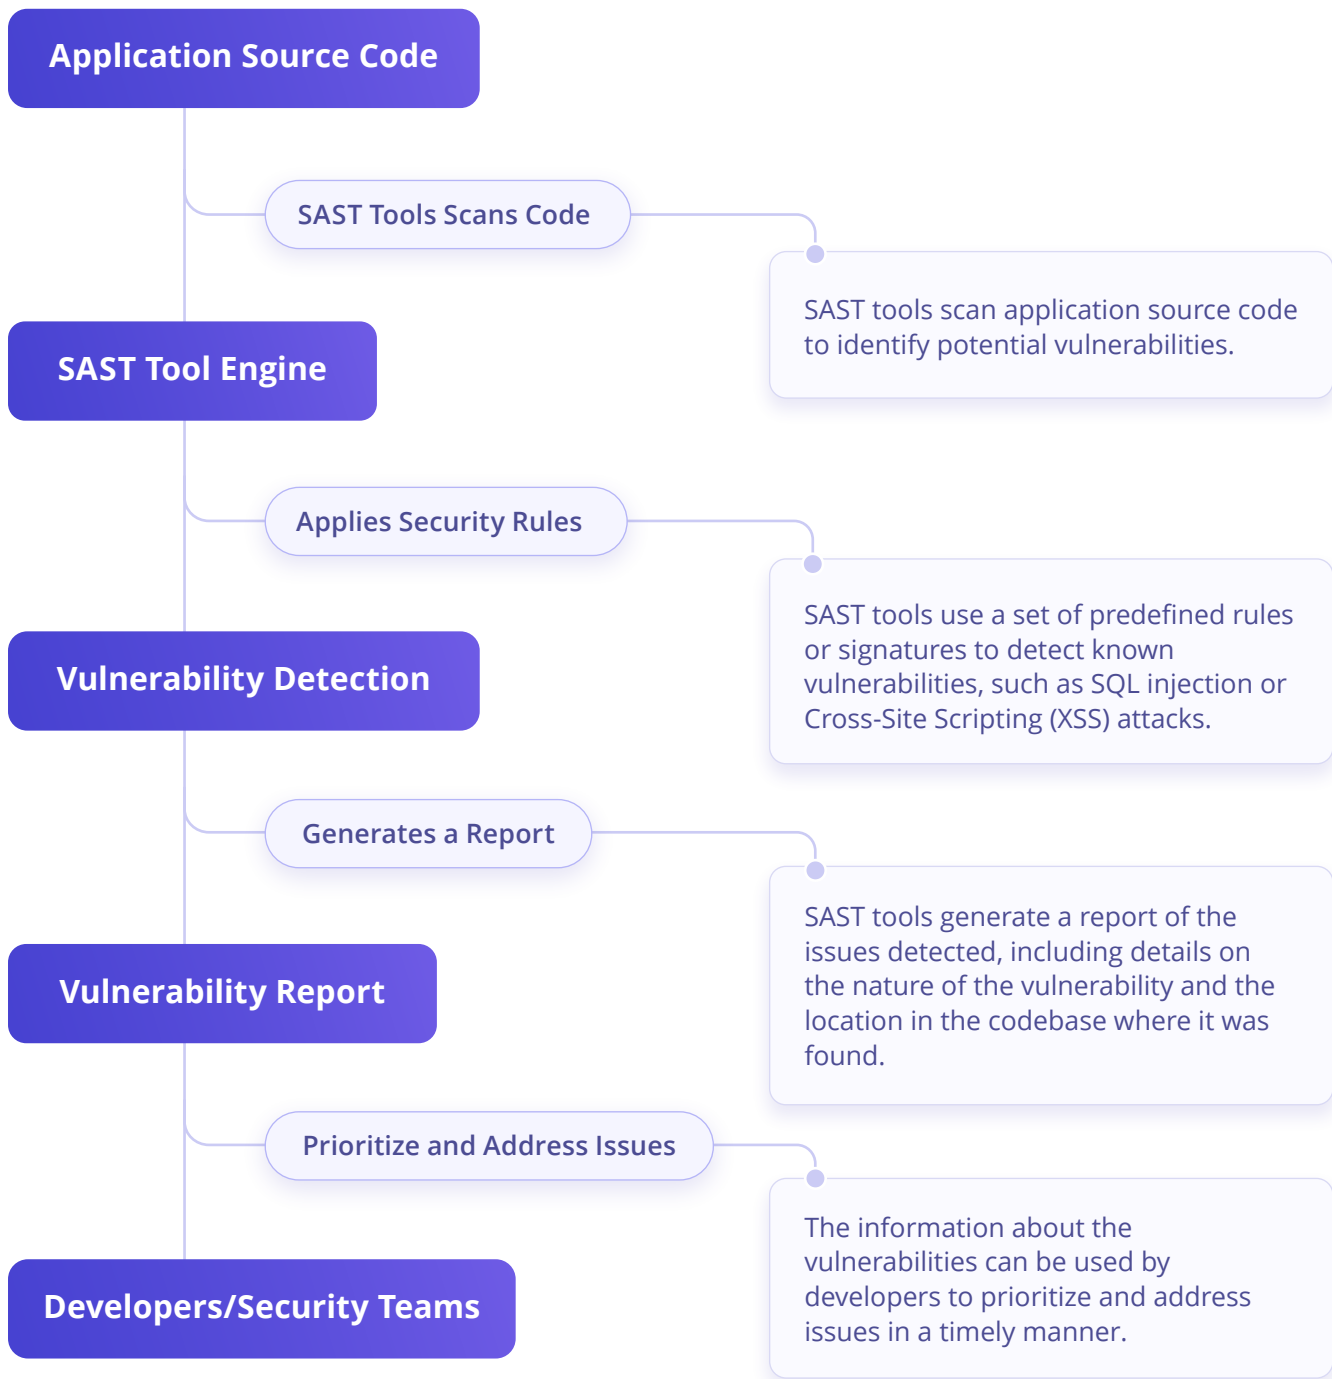 Application Source Code
SAST Tools Scans Code
SAST tools scan application source code
to identify potential vulnerabilities.
SAST Tool Engine
Applies Security Rules
SAST tools use a set of predefined rules
or signatures to detect known
vulnerabilities, such as SQL injection or
Cross-Site Scripting (XSS) attacks.
Vulnerability Detection
Generates a Report
SAST tools generate a report of the
issues detected, including details on
the nature of the vulnerability and the
location in the codebase where it was
found.
Vulnerability Report
Prioritize and Address Issues
The information about the
vulnerabilities can be used by
developers to prioritize and address
issues in a timely manner.
Developers/Security Teams